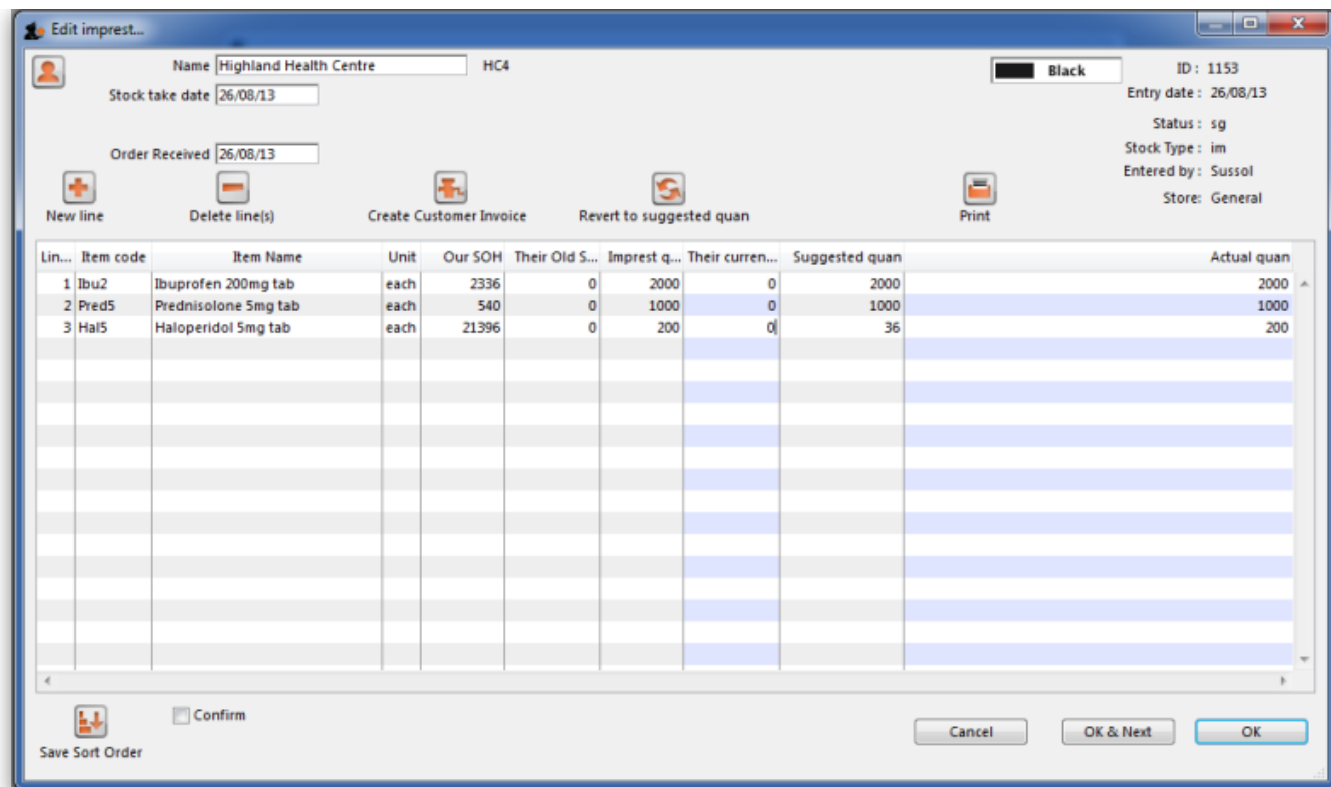 Edit imprest...
Name Highland Health Centre HC4 Black ID : 1153
Stock take date 26/08/13 Entry date : 26/08/13
Status : sg
Order Received 26/08/13 Stock Type : im
Entered by : Sussol
Store: General
New line Delete line(s) Create Customer Invoice Revert to suggested quan Print
Lin... Item code Item Name Unit Our SOH Their Old S... Imprest q... Their curren... Suggested quan Actual quan
1 Ibu2 Ibuprofen 200mg tab each 2336 0 2000 0 2000 2000
2 Pred5 Prednisolone 5mg tab each 540 0 1000 0 1000 1000
3 Hal5 Haloperidol 5mg tab each 21396 0 200 0 36 200
Confirm
Cancel OK & Next OK
Save Sort Order